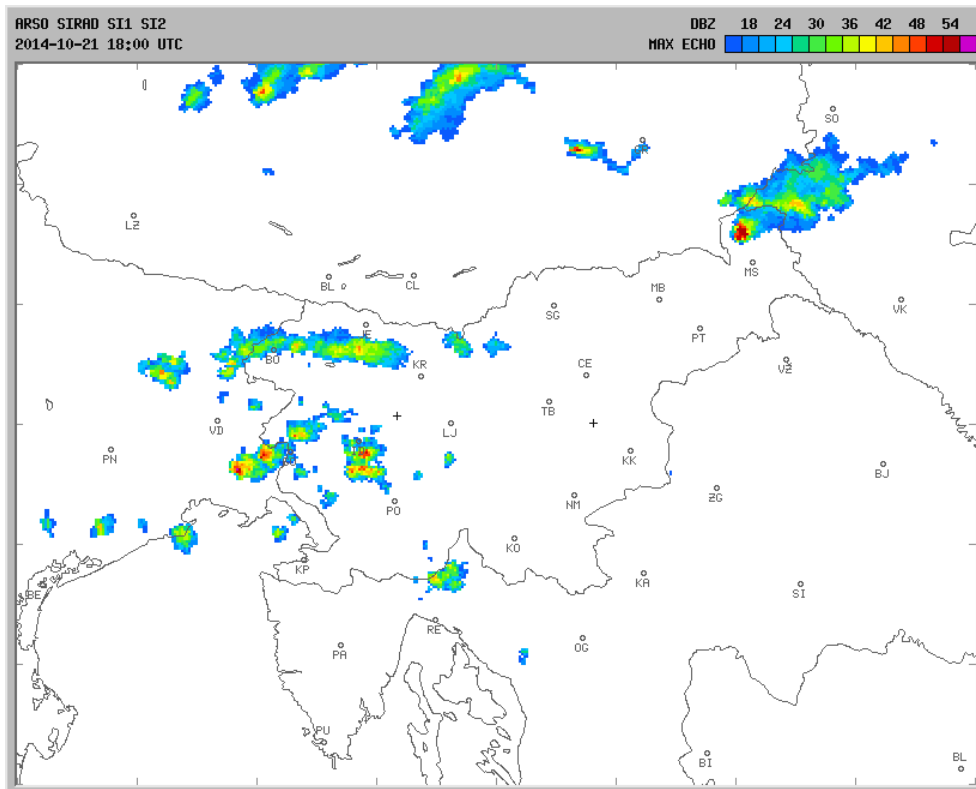 ARSO SIRAD SI1 SI2
DBZ 18 24 30 36 42 48 54
2014-10-21 18:00 UTC
MAX ECHO
SO
LZ
MS
BL
CL
MB
SG
VK
PT
BO
KR
CE
VŽ
TB
VD
LJ
PN
KK
BJ
ZG
PO
NM
KO
KP
KA
BE
SI
RE
OG
PA
PU
BI
BL